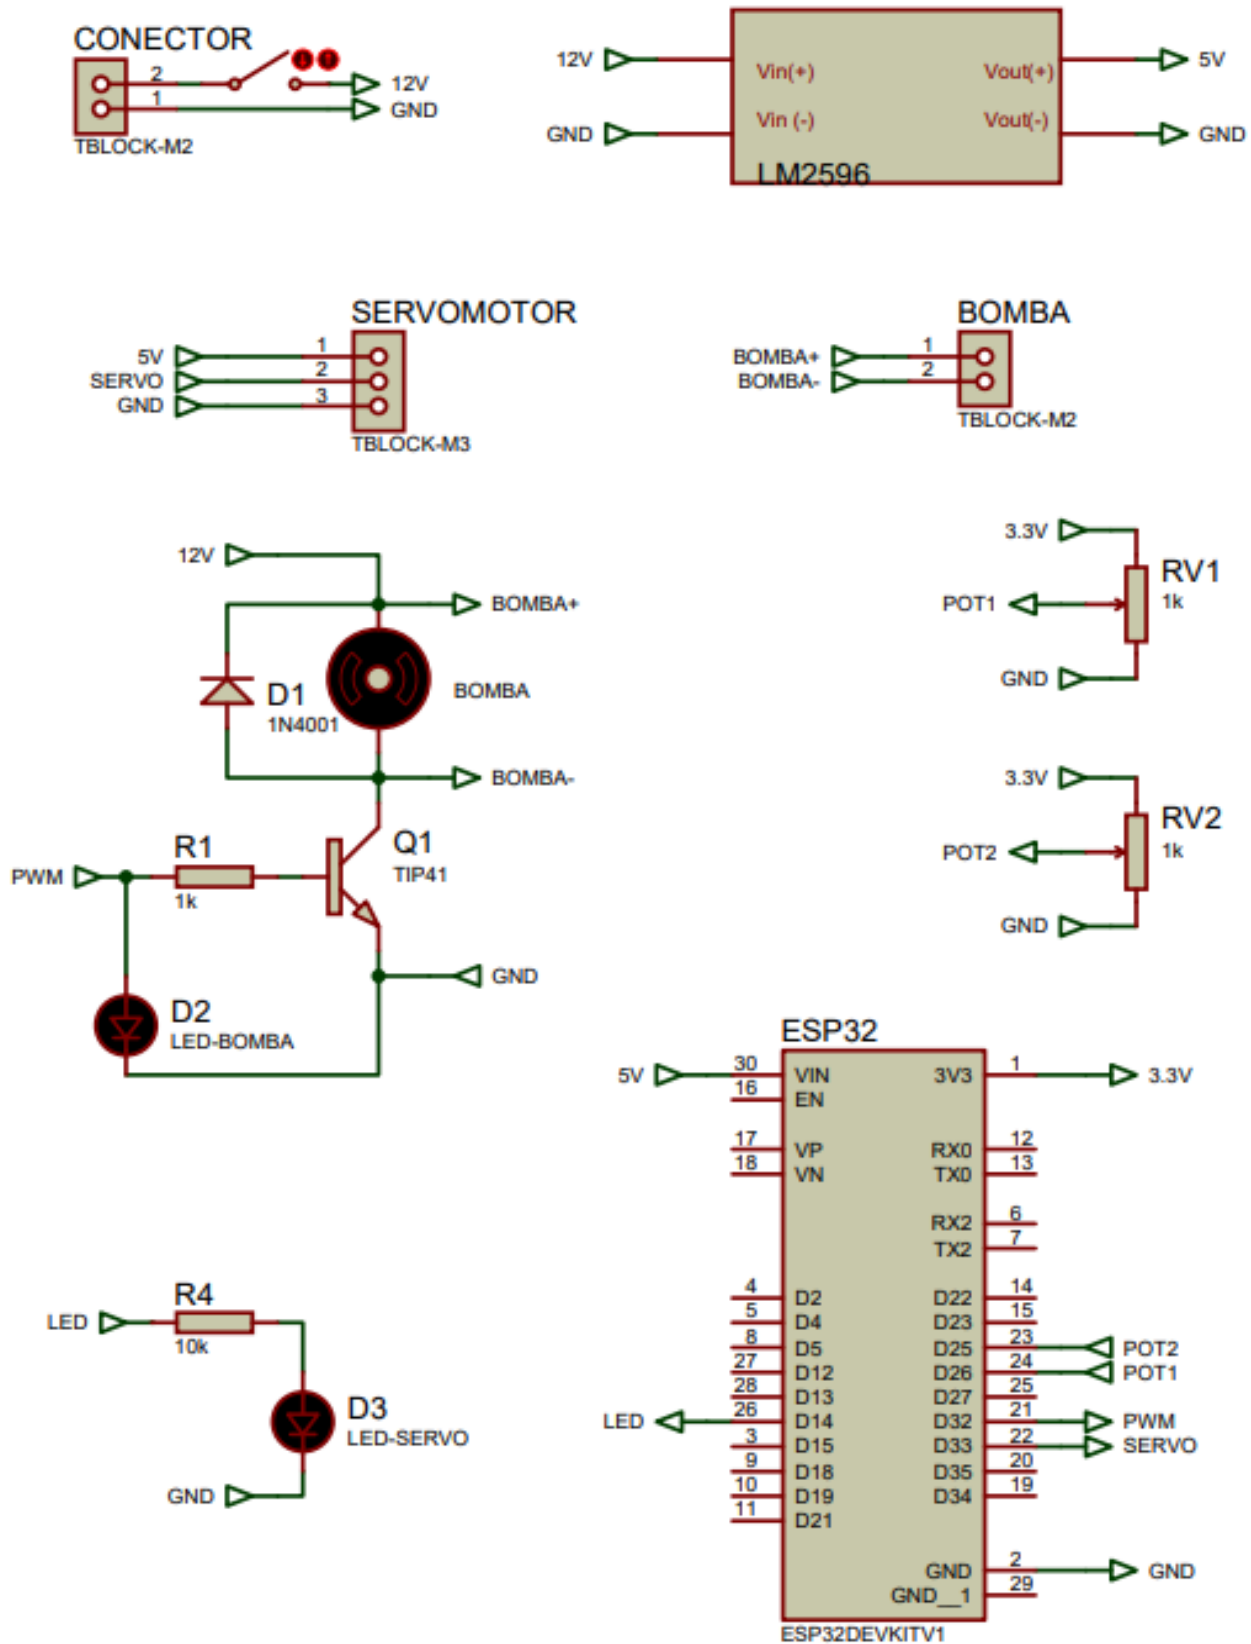 CONECTOR
2
1
12V
GND
TBLOCK-M2
12V
GND
Vin(+)
Vin (-)
Vout(+)
Vout(-)
LM2596
5V
GND
SERVOMOTOR
5V
SERVO
GND
1
2
3
TBLOCK-M3
BOMBA
BOMBA+
BOMBA-
1
2
TBLOCK-M2
12V
BOMBA+
D1
1N4001
BOMBA
BOMBA-
PWM
R1
1k
Q1
TIP41
GND
D2
LED-BOMBA
3.3V
POT1
GND
RV1
1k
3.3V
POT2
GND
RV2
1k
LED
R4
10k
D3
LED-SERVO
GND
ESP32
5V 30 VIN
16 EN
17 VP
18 VN
4 D2
5 D4
8 D5
27 D12
28 D13
LED 26 D14
3 D15
9 D18
10 D19
11 D21
3V3 1 3.3V
RX0 12
TX0 13
RX2 6
TX2 7
D22 14
D23 15
D25 23 POT2
D26 24 POT1
D27 25
D32 21 PWM
D33 22 SERVO
D35 20
D34 19
GND 2 GND
GND__1 29
ESP32DEVKITV1